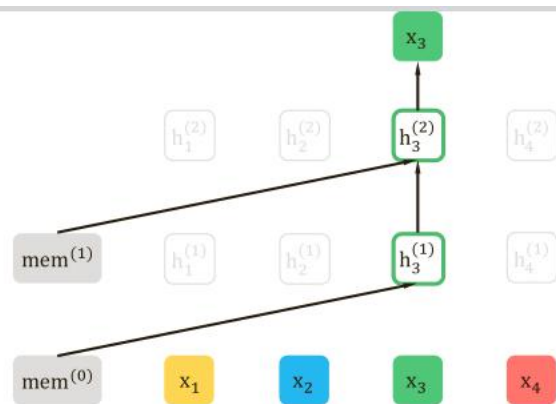 x₃
h₁⁽²⁾ h₂⁽²⁾ h₃⁽²⁾ h₄⁽²⁾
mem⁽¹⁾ h₁⁽¹⁾ h₂⁽¹⁾ h₃⁽¹⁾ h₄⁽¹⁾
mem⁽⁰⁾ x₁ x₂ x₃ x₄